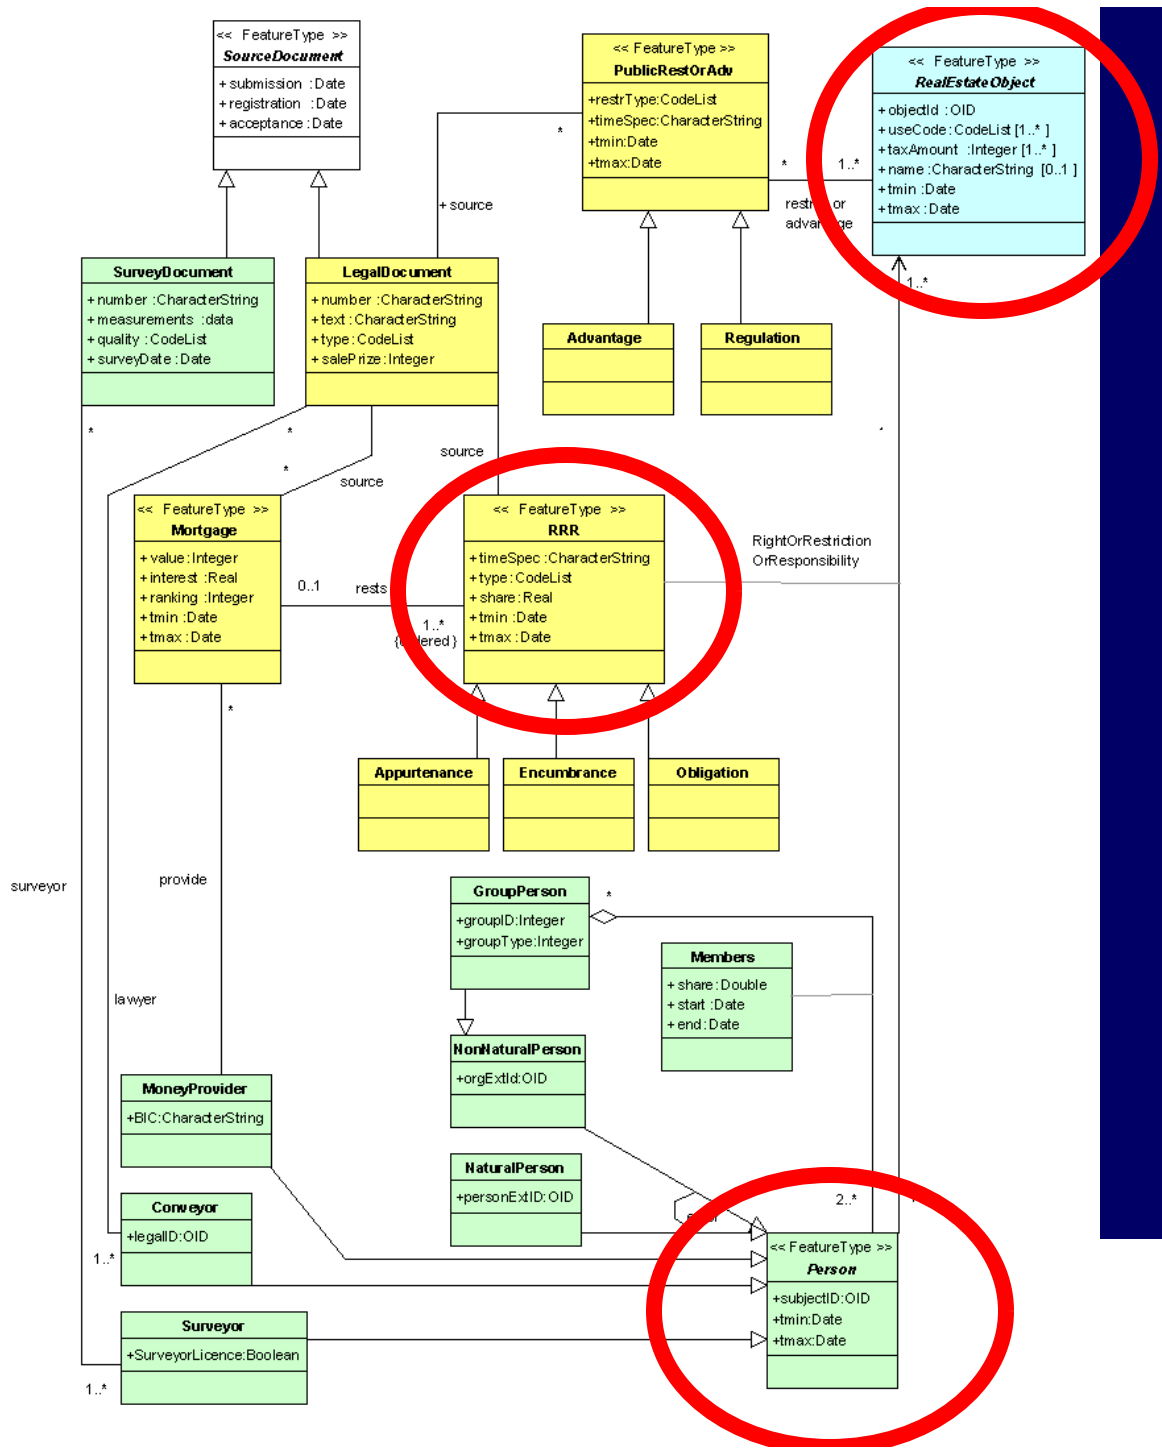 << FeatureType >>
SourceDocument
+ submission : Date
+ registration : Date
+ acceptance : Date
<< FeatureType >>
PublicRestOrAdv
+restrType:CodeList
+timeSpec:CharacterString
+tmin:Date
+tmax:Date
<< FeatureType >>
RealEstateObject
+ objectId : OID
+ useCode : CodeList [1..* ]
+ taxAmount : Integer [1..* ]
+ name : CharacterString [0..1 ]
+ tmin : Date
+ tmax : Date
*
* 1..*
+ source
or
1..*
SurveyDocument
+ number : CharacterString
+ measurements : data
+ quality : CodeList
+ surveyDate : Date
LegalDocument
+ number : CharacterString
+ text : CharacterString
+ type : CodeList
+ salePrize : Integer
Advantage
Regulation
* * *
*
source
source
<< FeatureType >>
Mortgage
+ value : Integer
+ interest : Real
+ ranking : Integer
+ tmin : Date
+ tmax : Date
0..1
rests
1..*
<< FeatureType >>
RRR
+ timeSpec : CharacterString
+ type : CodeList
+ share : Real
+ tmin : Date
+ tmax : Date
RightOrRestriction
OrResponsibility
*
Appurtenance
Encumbrance
Obligation
surveyor
provide
lawyer
GroupPerson
+groupID:Integer
+groupType:Integer
*
Members
+ share : Double
+ start : Date
+ end : Date
NonNaturalPerson
+orgExtId:OID
MoneyProvider
+BIC:CharacterString
NaturalPerson
+personExtID:OID
2..*
Conveyor
+legalID:OID
1..*
<< FeatureType >>
Person
+subjectID:OID
+tmin:Date
+tmax:Date
Surveyor
+SurveyorLicence:Boolean
1..*